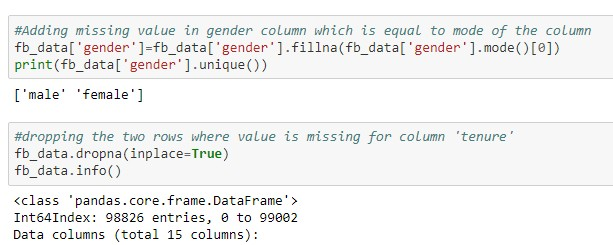 #Adding missing value in gender column which is equal to mode of the column
fb_data['gender']=fb_data['gender'].fillna(fb_data['gender'].mode()[0])
print(fb_data['gender'].unique())
['male' 'female']
#dropping the two rows where value is missing for column 'tenure'
fb_data.dropna(inplace=True)
fb_data.info()
<class 'pandas.core.frame.DataFrame'>
Int64Index: 98826 entries, 0 to 99002
Data columns (total 15 columns):